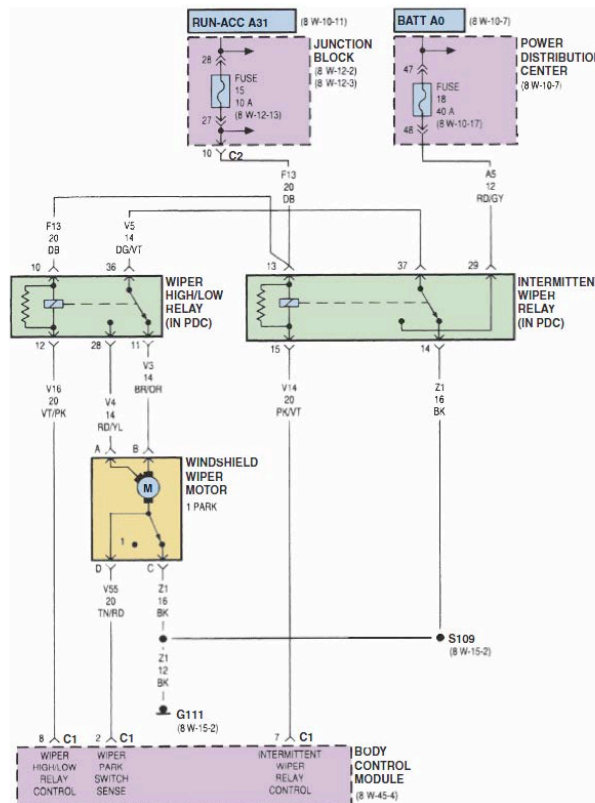 RUN-ACC A31
(8 W-10-11)
BATT A0
(8 W-10-7)
JUNCTION
BLOCK
(8 W-12-2)
(8 W-12-3)
28
FUSE
15
10 A
(8 W-12-13)
27
10
C2
POWER
DISTRIBUTION
CENTER
(8 W-10-7)
47
FUSE
18
40 A
(8 W-10-17)
48
F13
20
DB
A5
12
RD/GY
F13
20
DB
V5
14
DG/VT
10
36
WIPER
HIGH/LOW
RELAY
(IN PDC)
12
28
11
13
37
29
INTERMITTENT
WIPER
RELAY
(IN PDC)
15
14
V16
20
VT/PK
V4
14
RD/YL
V3
14
BR/OR
V14
20
PK/VT
Z1
16
BK
A
B
WINDSHIELD
WIPER
MOTOR
1 PARK
M
1
D
C
V55
20
TN/RD
Z1
16
BK
Z1
12
BK
S109
(8 W-15-2)
G111
(8 W-15-2)
8
C1
2
C1
7
C1
WIPER
HIGH/LOW
RELAY
CONTROL
WIPER
PARK
SWITCH
SENSE
INTERMITTENT
WIPER
RELAY
CONTROL
BODY
CONTROL
MODULE
(8 W-45-4)